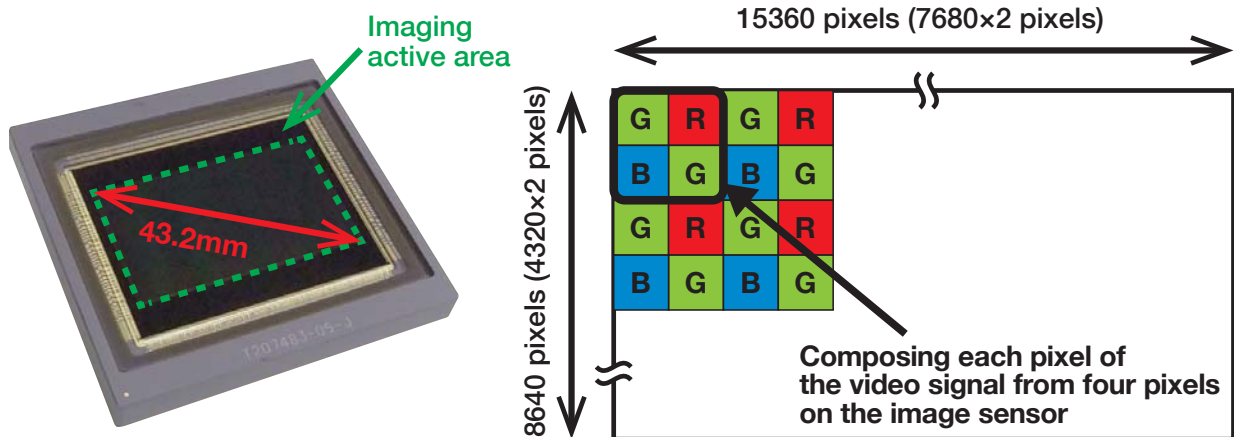 Imaging
active area
43.2mm
T207483-05-J
15360 pixels (7680×2 pixels)
8640 pixels (4320×2 pixels)
G R G R
B G B G
G R G R
B G B G
Composing each pixel of
the video signal from four pixels
on the image sensor